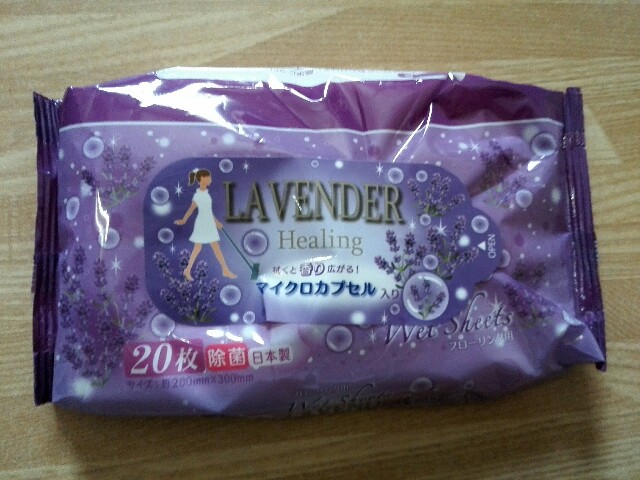 LAVENDER
Healing
拭くと香り広がる!
マイクロカプセル入り
OPEN
Wet Sheets
フローリング用
20枚 除菌 日本製
サイズ:約200mm×300mm
Wet Sheets